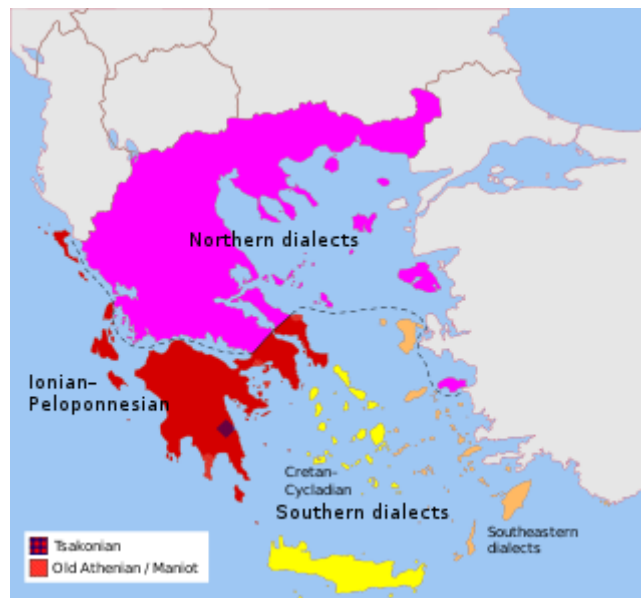 Northern dialects
Ionian–
Peloponnesian
Cretan-
Cycladian
Southern dialects
Southeastern
dialects
Tsakonian
Old Athenian / Maniot